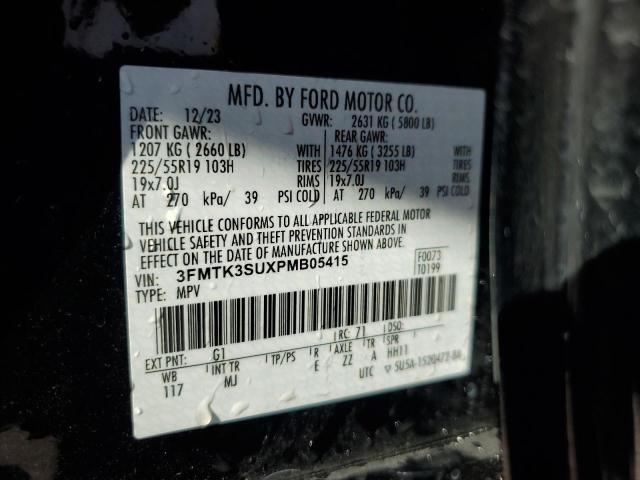 MFD. BY FORD MOTOR CO.
DATE: 12/23 GVWR: 2631 KG ( 5800 LB)
FRONT GAWR: REAR GAWR:
1207 KG ( 2660 LB) WITH 1476 KG ( 3255 LB) WITH
225/55R19 103H TIRES 225/55R19 103H TIRES
19x7.0J RIMS 19x7.0J RIMS
AT 270 kPa/ 39 PSI COLD AT 270 kPa/ 39 PSI COLD
THIS VEHICLE CONFORMS TO ALL APPLICABLE FEDERAL MOTOR
VEHICLE SAFETY AND THEFT PREVENTION STANDARDS IN
EFFECT ON THE DATE OF MANUFACTURE SHOWN ABOVE.
VIN: 3FMTK3SUXPMB05415 F0073
TYPE: MPV T0199
EXT PNT: G1 RC: 71 DSO:
WB INT TR TP/PS R AXLE TR SPR
117 MJ E ZZ A HH11
UTC 5U5A-1520472-BA